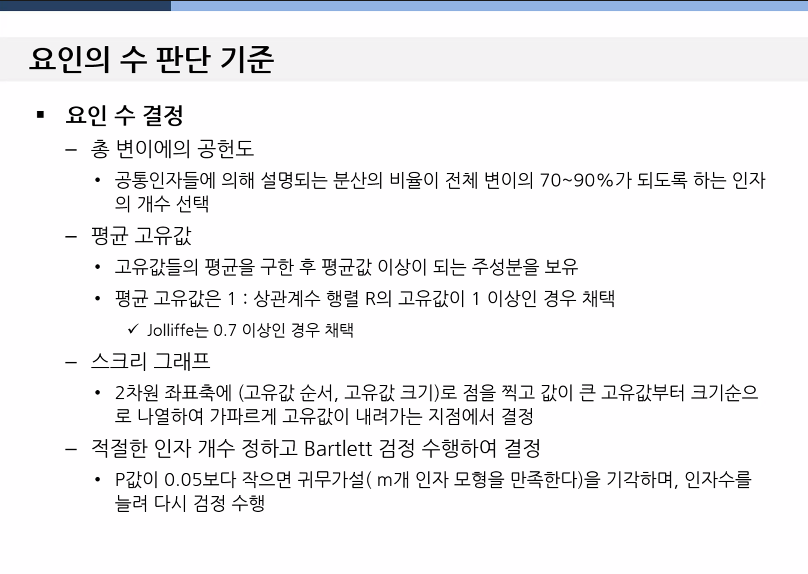 요인의 수 판단 기준
▪ 요인 수 결정
– 총 변이에의 공헌도
• 공통인자들에 의해 설명되는 분산의 비율이 전체 변이의 70~90%가 되도록 하는 인자
의 개수 선택
– 평균 고유값
• 고유값들의 평균을 구한 후 평균값 이상이 되는 주성분을 보유
• 평균 고유값은 1 : 상관계수 행렬 R의 고유값이 1 이상인 경우 채택
✓ Jolliffe는 0.7 이상인 경우 채택
– 스크리 그래프
• 2차원 좌표축에 (고유값 순서, 고유값 크기)로 점을 찍고 값이 큰 고유값부터 크기순으
로 나열하여 가파르게 고유값이 내려가는 지점에서 결정
– 적절한 인자 개수 정하고 Bartlett 검정 수행하여 결정
• P값이 0.05보다 작으면 귀무가설( m개 인자 모형을 만족한다)을 기각하며, 인자수를
늘려 다시 검정 수행